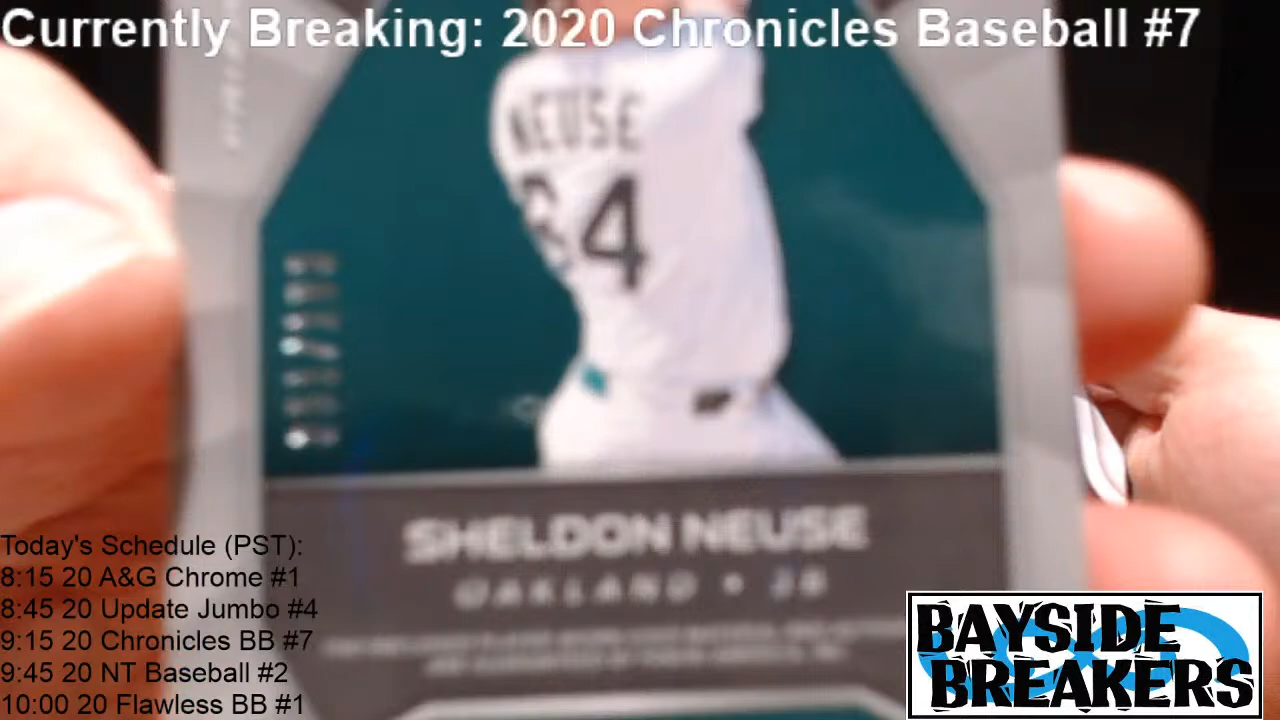 Currently Breaking: 2020 Chronicles Baseball #7
NEUSE
64
SHELDON NEUSE
OAKLAND • 2B
Today's Schedule (PST):
8:15 20 A&G Chrome #1
8:45 20 Update Jumbo #4
9:15 20 Chronicles BB #7
9:45 20 NT Baseball #2
10:00 20 Flawless BB #1
BAYSIDE
BREAKERS